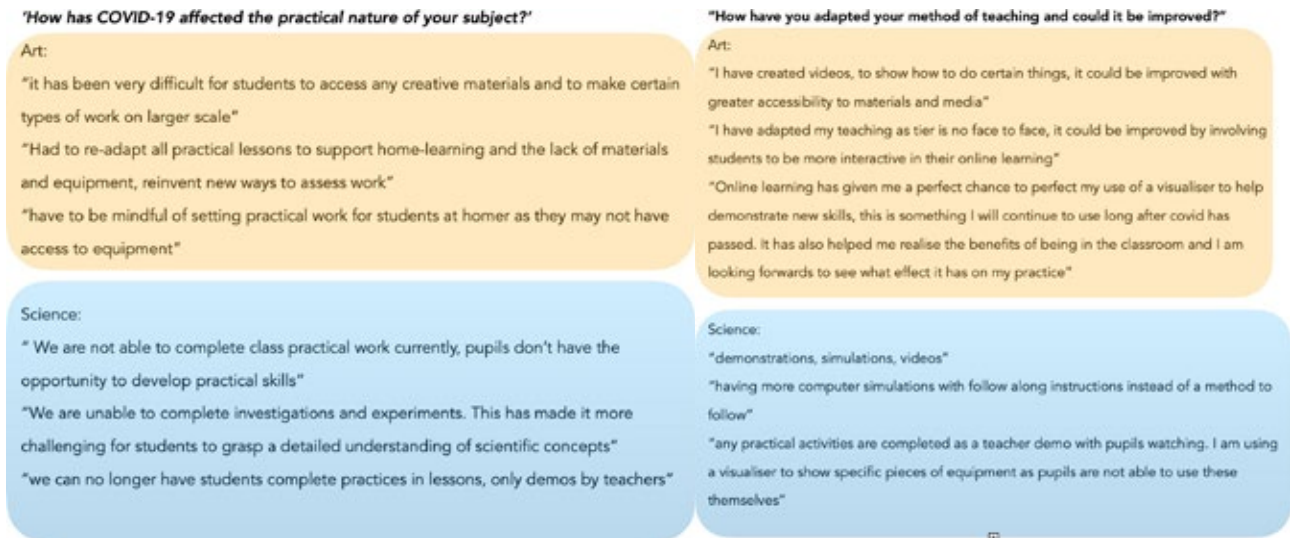 'How has COVID-19 affected the practical nature of your subject?'
Art:
"it has been very difficult for students to access any creative materials and to make certain
types of work on larger scale"
"Had to re-adapt all practical lessons to support home-learning and the lack of materials
and equipment, reinvent new ways to assess work"
"have to be mindful of setting practical work for students at homer as they may not have
access to equipment"
Science:
" We are not able to complete class practical work currently, pupils don't have the
opportunity to develop practical skills"
"We are unable to complete investigations and experiments. This has made it more
challenging for students to grasp a detailed understanding of scientific concepts"
"we can no longer have students complete practices in lessons, only demos by teachers"
"How have you adapted your method of teaching and could it be improved?"
Art:
"I have created videos, to show how to do certain things, it could be improved with
greater accessibility to materials and media"
"I have adapted my teaching as tier is no face to face, it could be improved by involving
students to be more interactive in their online learning"
"Online learning has given me a perfect chance to perfect my use of a visualiser to help
demonstrate new skills, this is something I will continue to use long after covid has
passed. It has also helped me realise the benefits of being in the classroom and I am
looking forwards to see what effect it has on my practice"
Science:
"demonstrations, simulations, videos"
"having more computer simulations with follow along instructions instead of a method to
follow"
"any practical activities are completed as a teacher demo with pupils watching. I am using
a visualiser to show specific pieces of equipment as pupils are not able to use these
themselves"